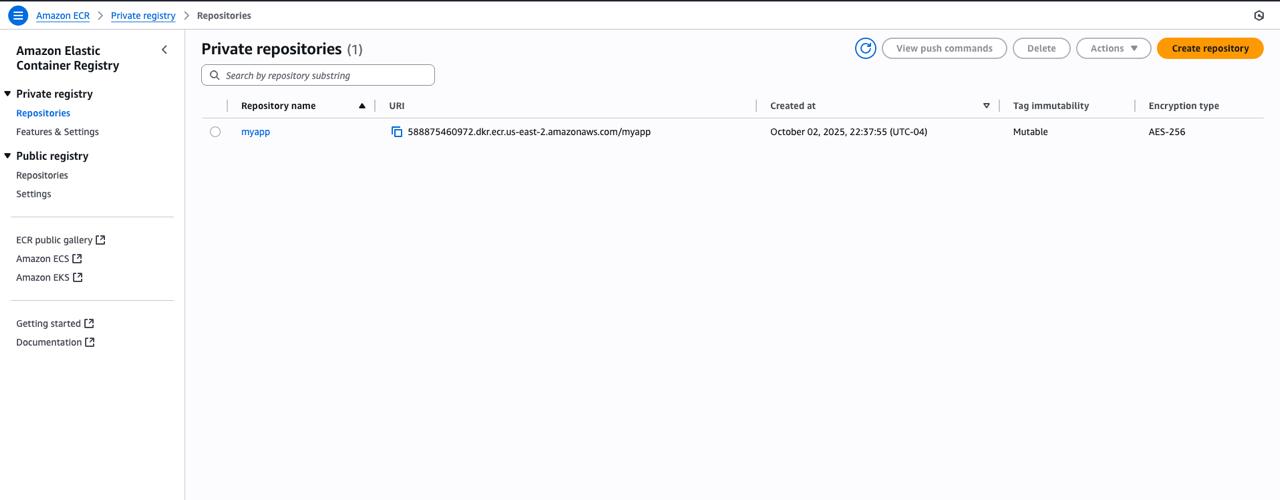 Amazon ECR > Private registry > Repositories
Amazon Elastic
Container Registry
Private registry
Repositories
Features & Settings
Public registry
Repositories
Settings
ECR public gallery
Amazon ECS
Amazon EKS
Getting started
Documentation
Private repositories (1)
View push commands Delete Actions Create repository
Search by repository substring
Repository name URI Created at Tag immutability Encryption type
myapp 588875460972.dkr.ecr.us-east-2.amazonaws.com/myapp October 02, 2025, 22:37:55 (UTC-04) Mutable AES-256